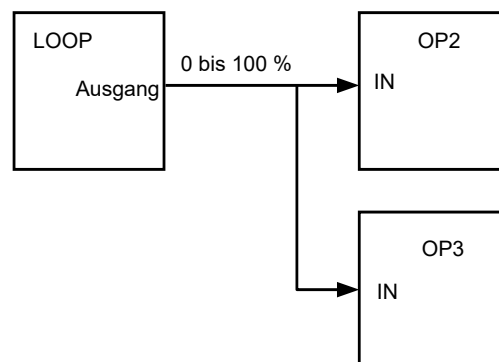 LOOP
Ausgang
0 bis 100 %
OP2
IN
OP3
IN